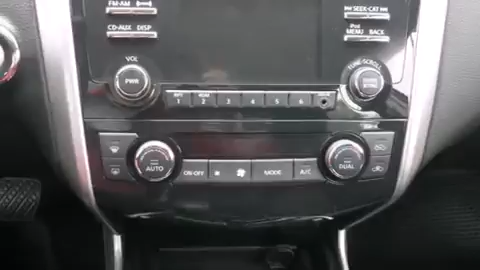 FM·AM
SEEK·CAT
CD·AUX DISP
iPod
MENU BACK
VOL
TUNE·SCROLL
PWR
1 2 3 4 5 6
AUTO
ON·OFF
MODE
A/C
DUAL